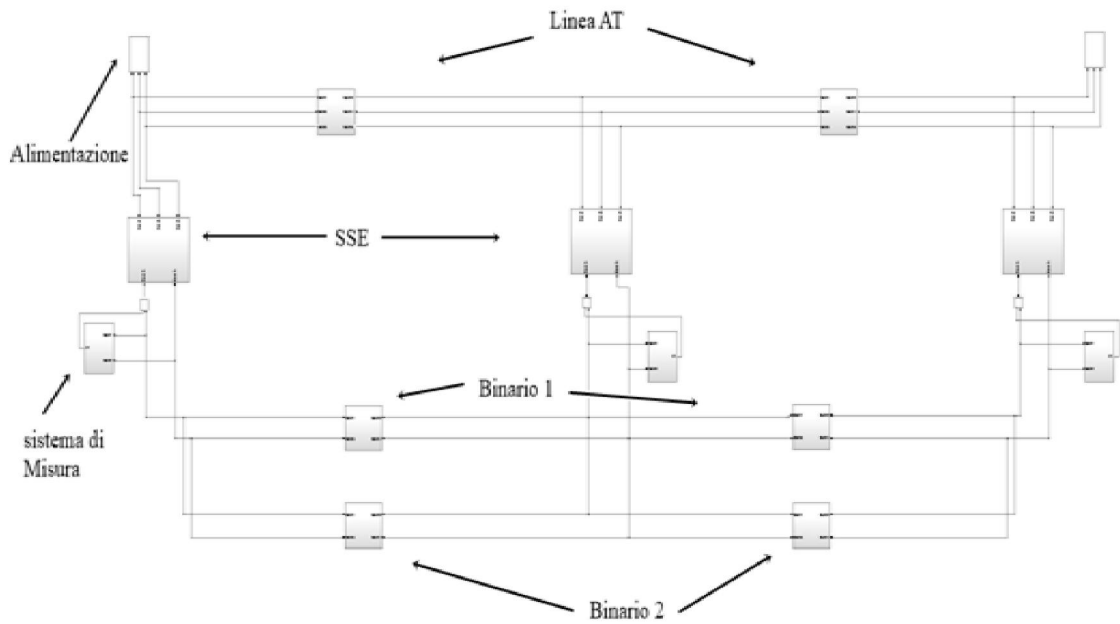 Linea AT
Alimentazione
SSE
Binario 1
sistema di
Misura
Binario 2